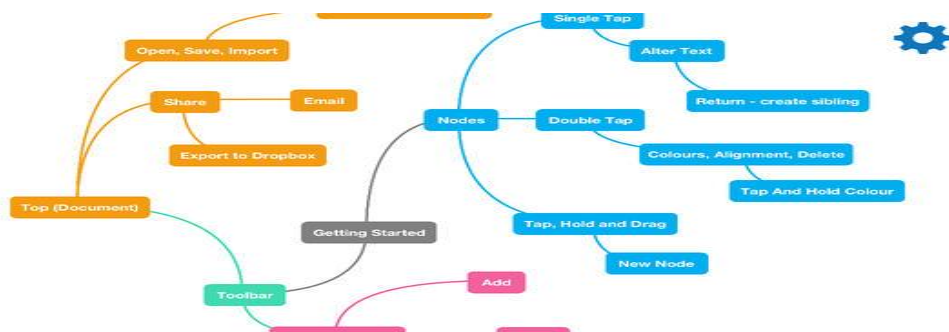 Single Tap
Open, Save, Import
Alter Text
Share
Email
Return - create sibling
Nodes
Double Tap
Export to Dropbox
Colours, Alignment, Delete
Tap And Hold Colour
Top (Document)
Tap, Hold and Drag
Getting Started
New Node
Add
Toolbar